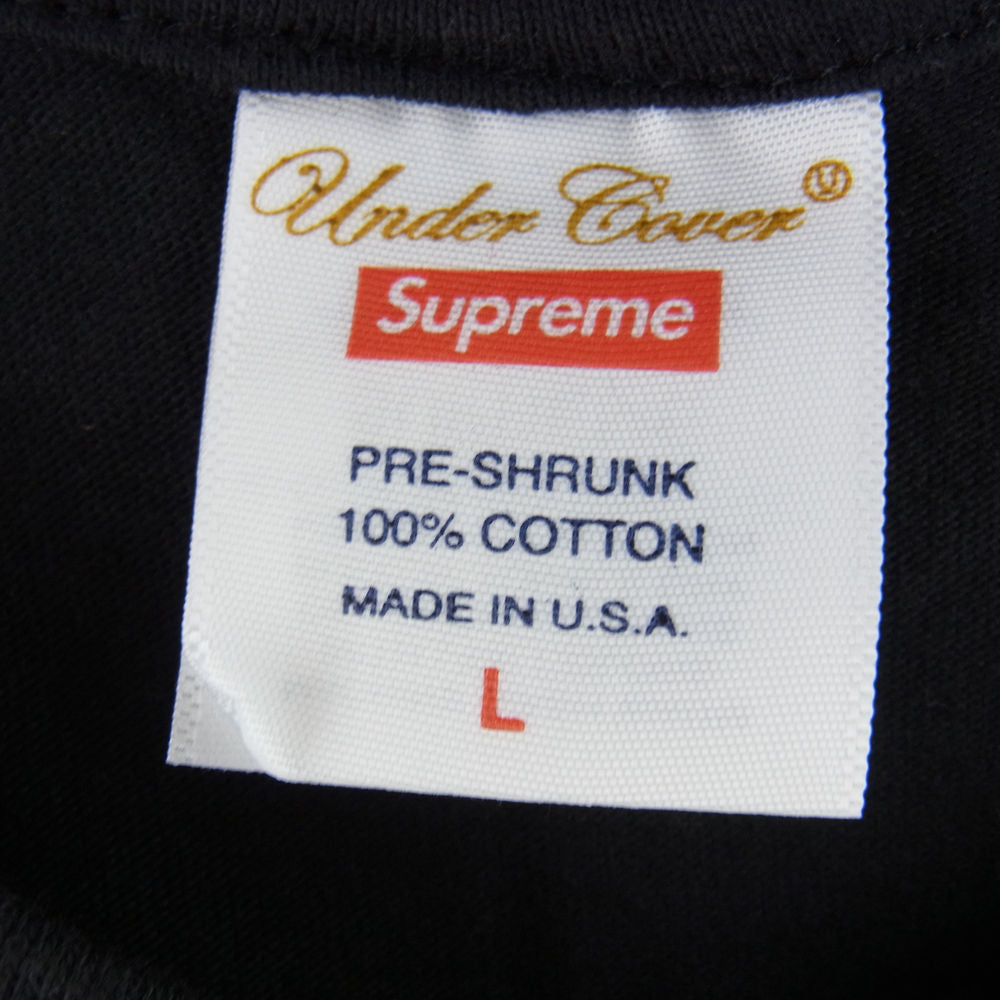 Under Cover Ⓤ
Supreme
PRE-SHRUNK
100% COTTON
MADE IN U.S.A.
L